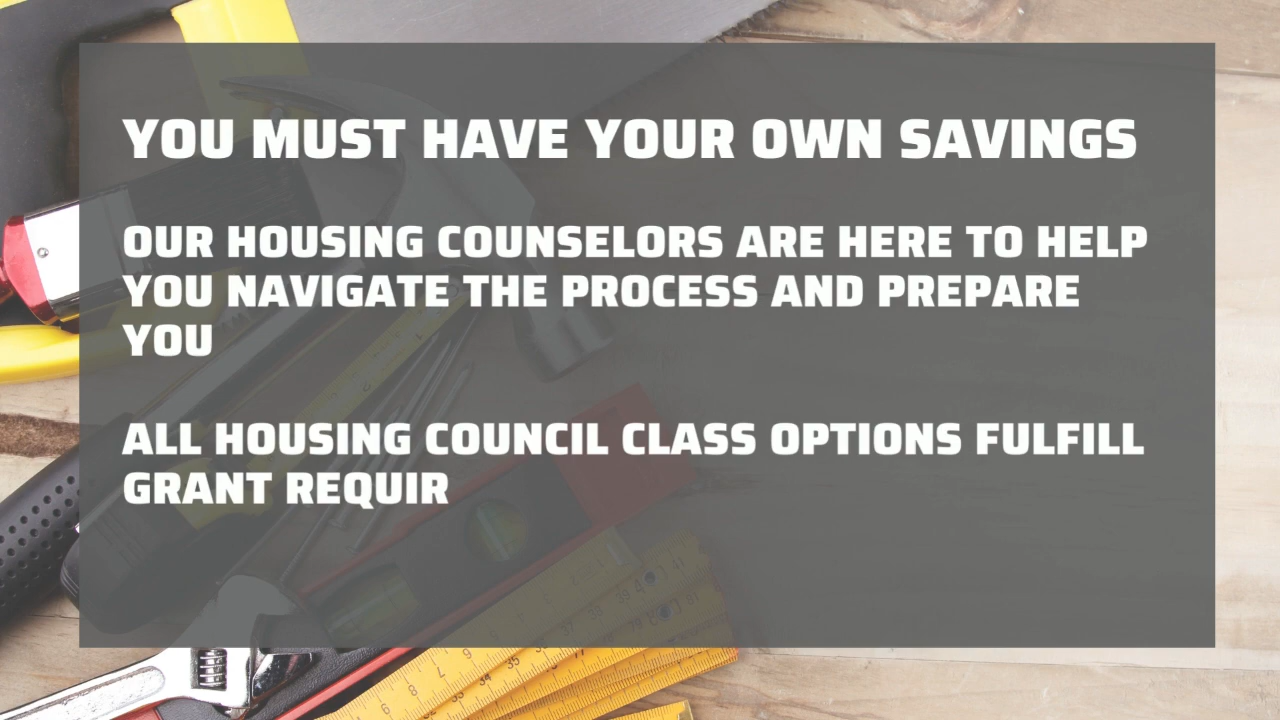 YOU MUST HAVE YOUR OWN SAVINGS
OUR HOUSING COUNSELORS ARE HERE TO HELP
YOU NAVIGATE THE PROCESS AND PREPARE
YOU
ALL HOUSING COUNCIL CLASS OPTIONS FULFILL
GRANT REQUIR